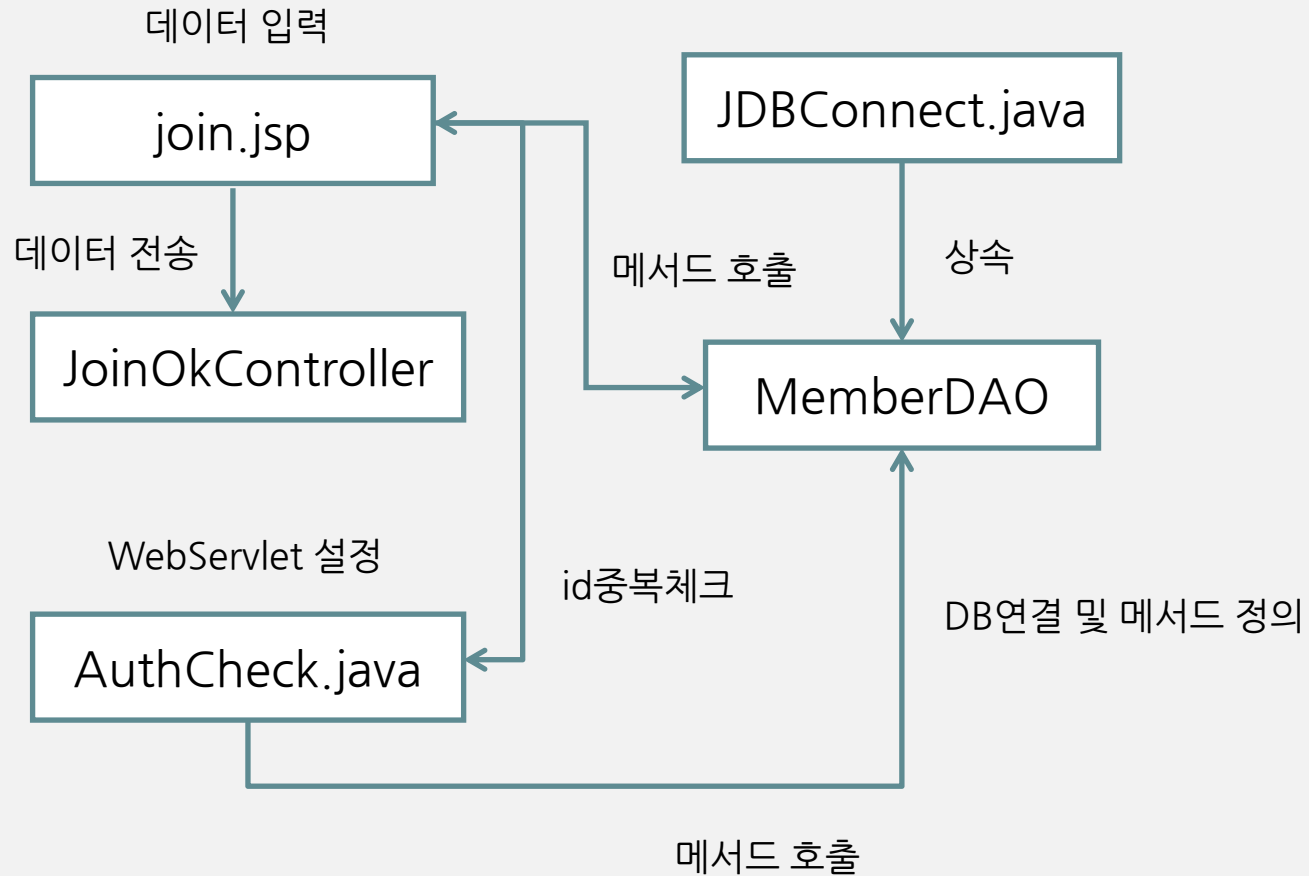 데이터 입력
join.jsp
JDBConnect.java
데이터 전송
메서드 호출
상속
JoinOkController
MemberDAO
WebServlet 설정
id중복체크
DB연결 및 메서드 정의
AuthCheck.java
메서드 호출